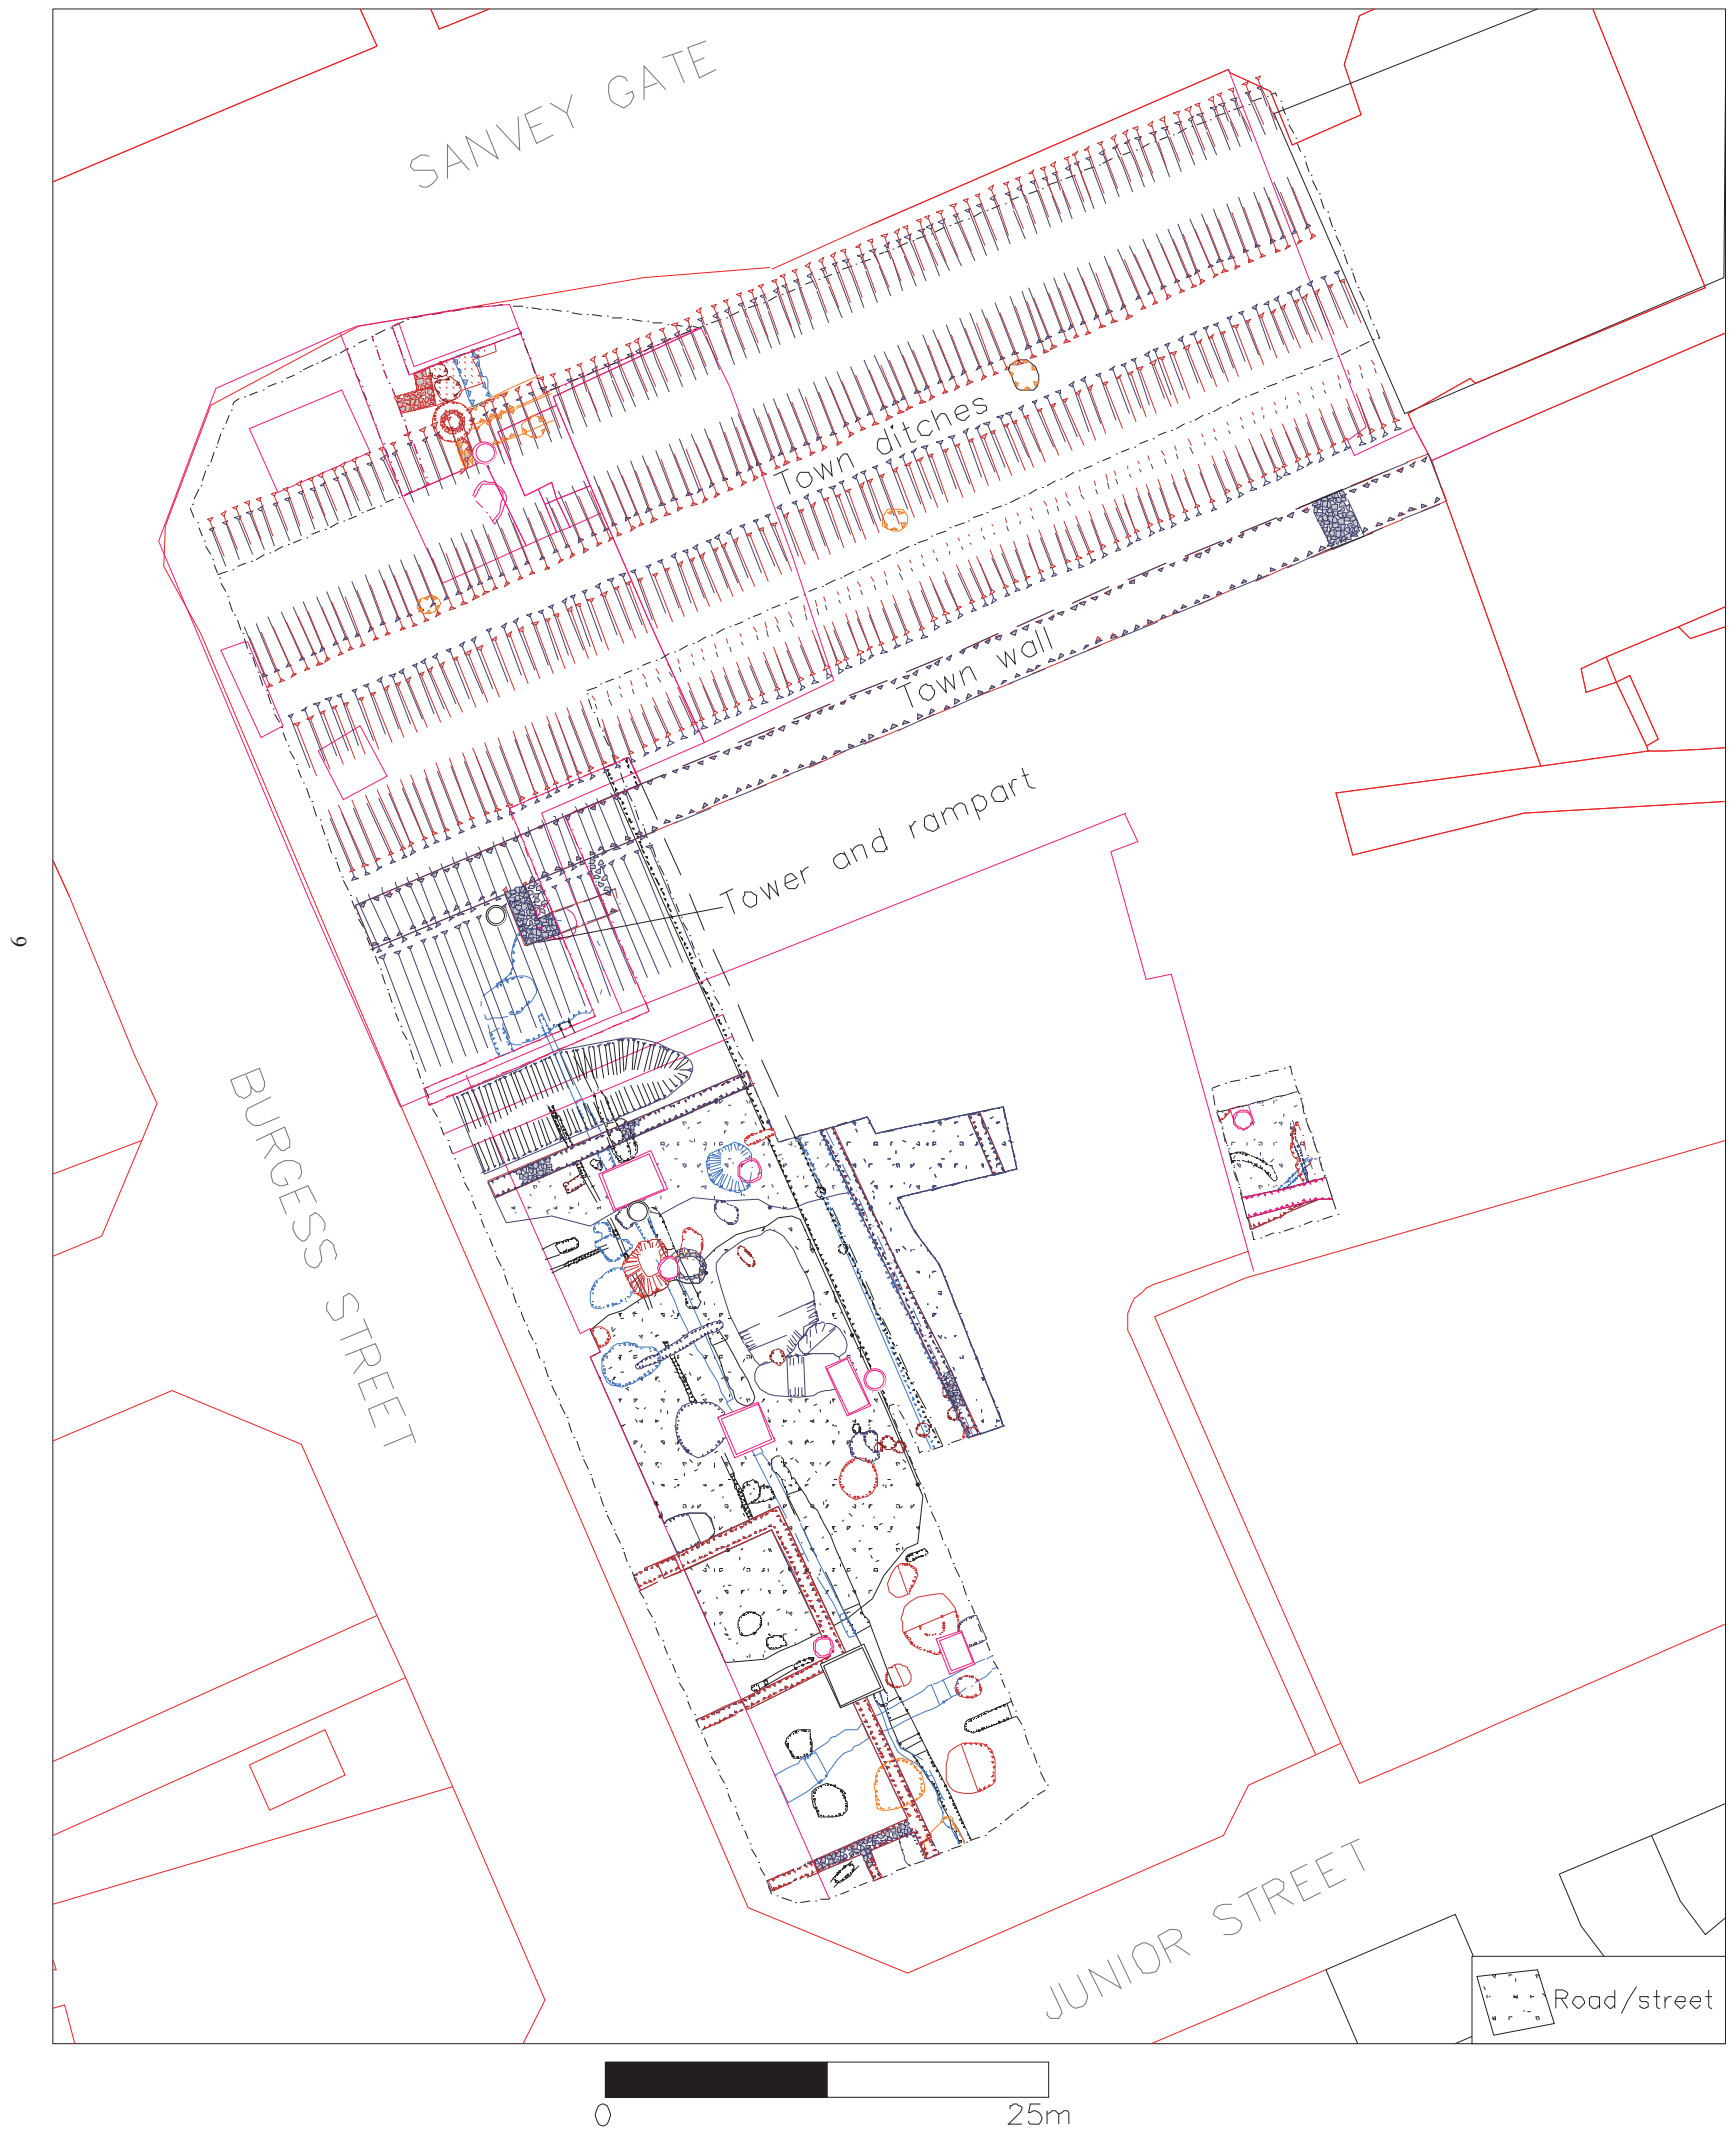 SANVEY GATE
Town ditches
Town wall
Tower and rampart
6
BURGESS STREET
JUNIOR STREET
Road/street
0
25m